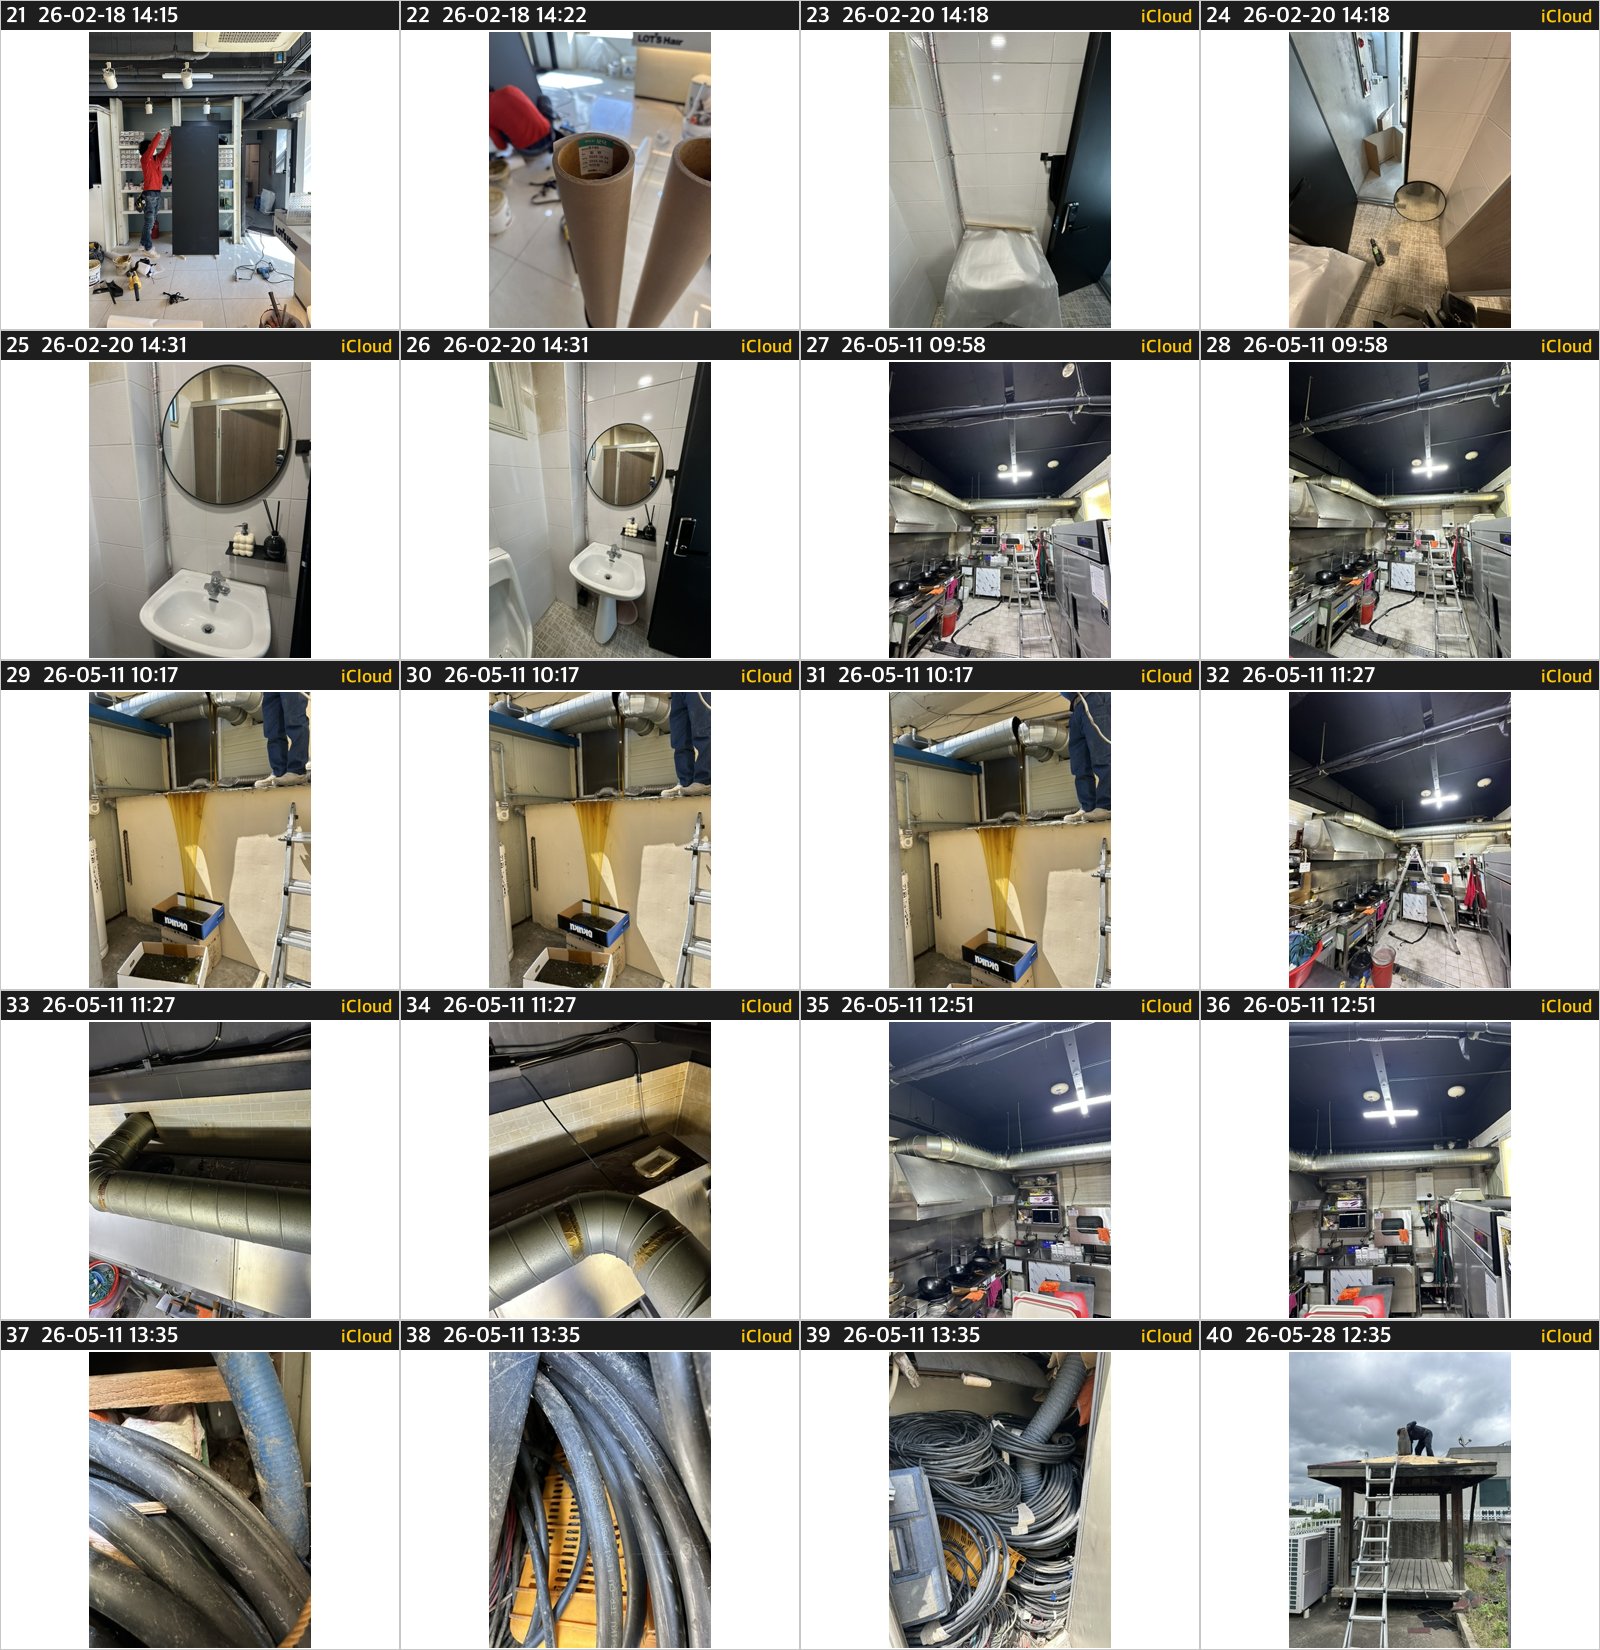 21 26-02-18 14:15
22 26-02-18 14:22
23 26-02-20 14:18 iCloud
24 26-02-20 14:18 iCloud
LOT'S Hair
LOT'S Hair
25 26-02-20 14:31 iCloud
26 26-02-20 14:31 iCloud
27 26-05-11 09:58 iCloud
28 26-05-11 09:58 iCloud
29 26-05-11 10:17 iCloud
30 26-05-11 10:17 iCloud
31 26-05-11 10:17 iCloud
32 26-05-11 11:27 iCloud
33 26-05-11 11:27 iCloud
34 26-05-11 11:27 iCloud
35 26-05-11 12:51 iCloud
36 26-05-11 12:51 iCloud
37 26-05-11 13:35 iCloud
38 26-05-11 13:35 iCloud
39 26-05-11 13:35 iCloud
40 26-05-28 12:35 iCloud